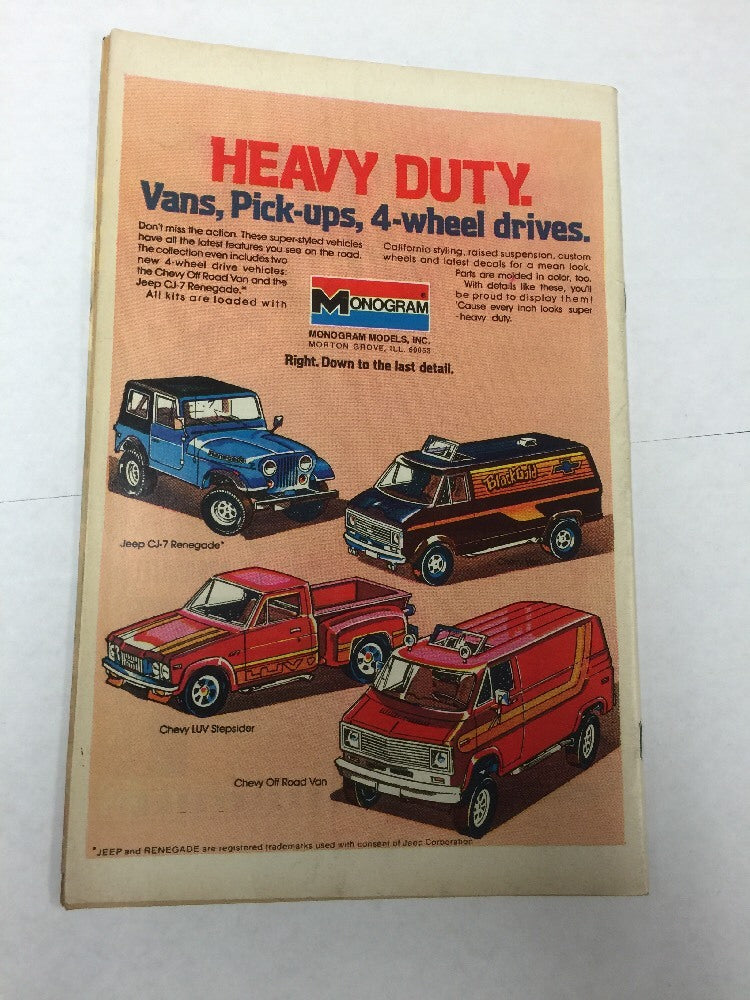 HEAVY DUTY.
Vans, Pick-ups, 4-wheel drives.
Don't miss the action. These super-styled vehicles
have all the latest features you see on the road.
The collection even includes two
new 4-wheel drive vehicles:
the Chevy Off Road Van and the
Jeep CJ-7 Renegade.*
All kits are loaded with
California styling, raised suspension, custom
wheels and latest decals for a mean look.
Parts are molded in color, too.
With details like these, you'll
be proud to display them!
'Cause every inch looks super
-heavy duty.
MONOGRAM®
MONOGRAM MODELS, INC.
MORTON GROVE, ILL. 60053
Right. Down to the last detail.
Renegade
Black Gold
Jeep CJ-7 Renegade*
LUV
Chevy LUV Stepsider
Chevy Off Road Van
*JEEP and RENEGADE are registered trademarks used with consent of Jeep Corporation